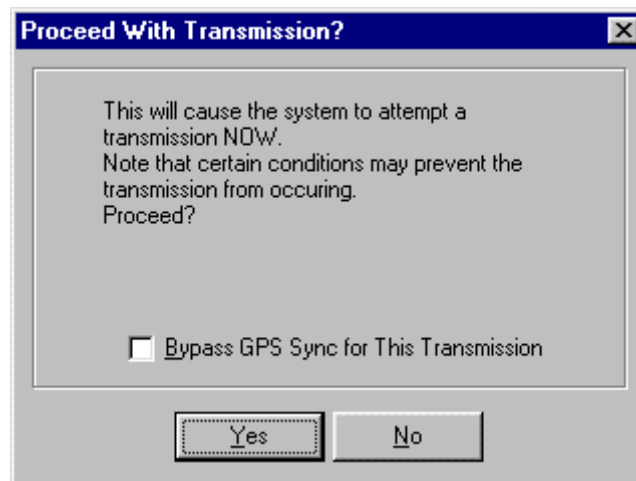 Proceed With Transmission?
This will cause the system to attempt a
transmission NOW.
Note that certain conditions may prevent the
transmission from occuring.
Proceed?
Bypass GPS Sync for This Transmission
Yes
No